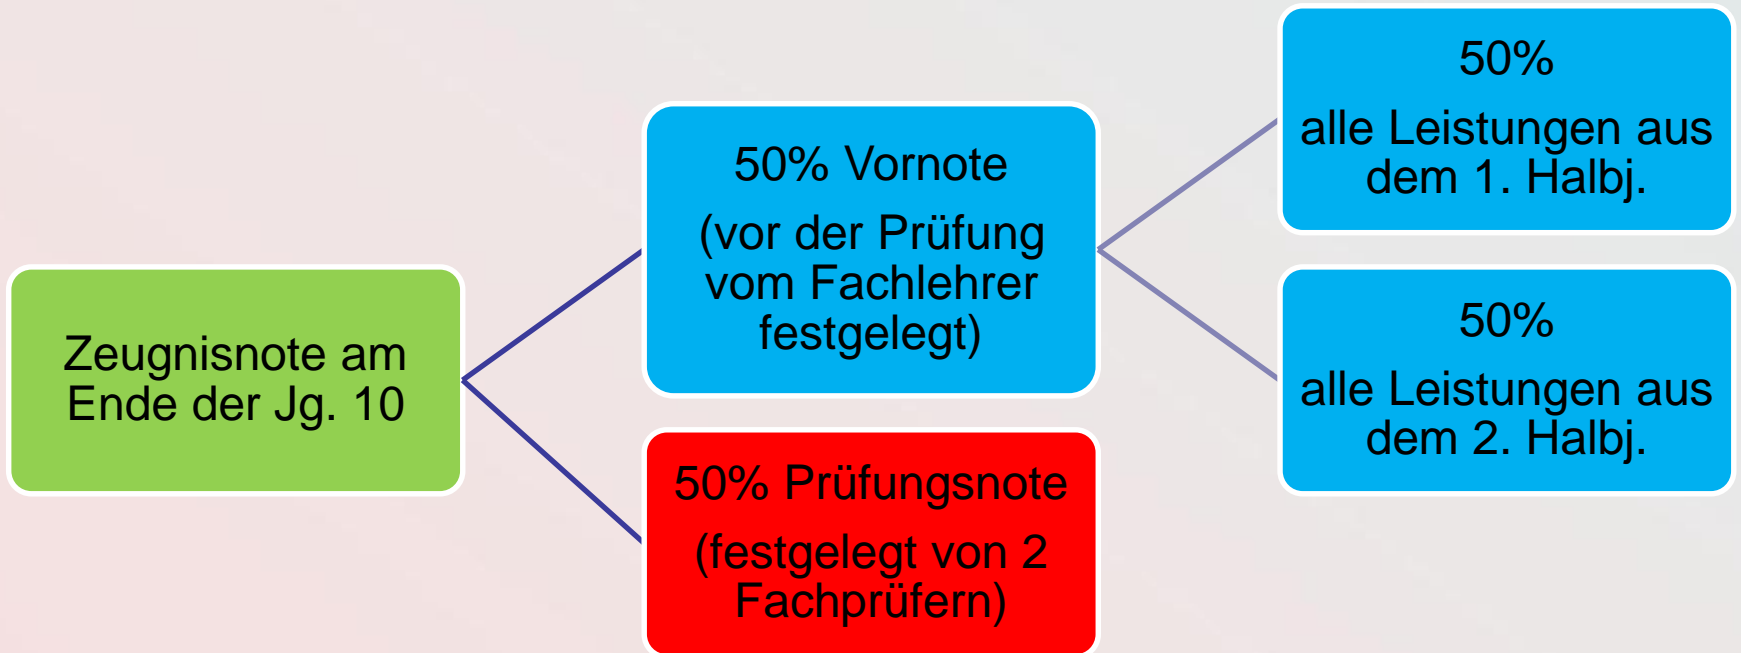 Zeugnisnote am
Ende der Jg. 10
50% Vornote
(vor der Prüfung
vom Fachlehrer
festgelegt)
50% Prüfungsnote
(festgelegt von 2
Fachprüfern)
50%
alle Leistungen aus
dem 1. Halbj.
50%
alle Leistungen aus
dem 2. Halbj.